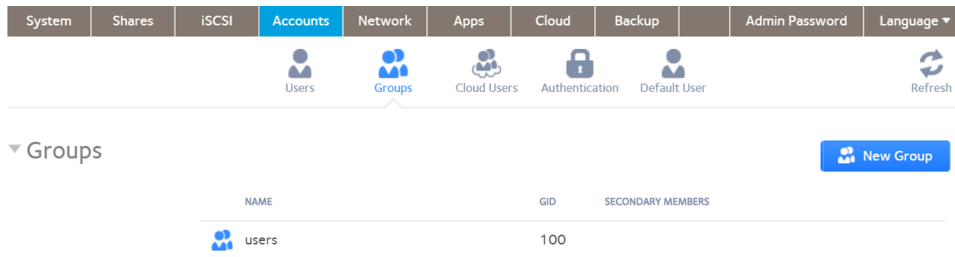 System Shares iSCSI Accounts Network Apps Cloud Backup Admin Password Language
Users Groups Cloud Users Authentication Default User Refresh
Groups New Group
NAME GID SECONDARY MEMBERS
users 100